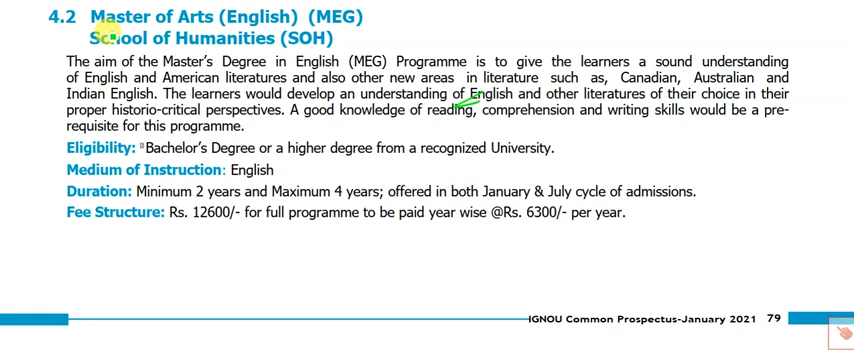 4.2 Master of Arts (English) (MEG)
School of Humanities (SOH)
The aim of the Master's Degree in English (MEG) Programme is to give the learners a sound understanding
of English and American literatures and also other new areas in literature such as, Canadian, Australian and
Indian English. The learners would develop an understanding of English and other literatures of their choice in their
proper historio-critical perspectives. A good knowledge of reading, comprehension and writing skills would be a pre-
requisite for this programme.
Eligibility: Bachelor's Degree or a higher degree from a recognized University.
Medium of Instruction: English
Duration: Minimum 2 years and Maximum 4 years; offered in both January & July cycle of admissions.
Fee Structure: Rs. 12600/- for full programme to be paid year wise @Rs. 6300/- per year.
IGNOU Common Prospectus-January 2021 79